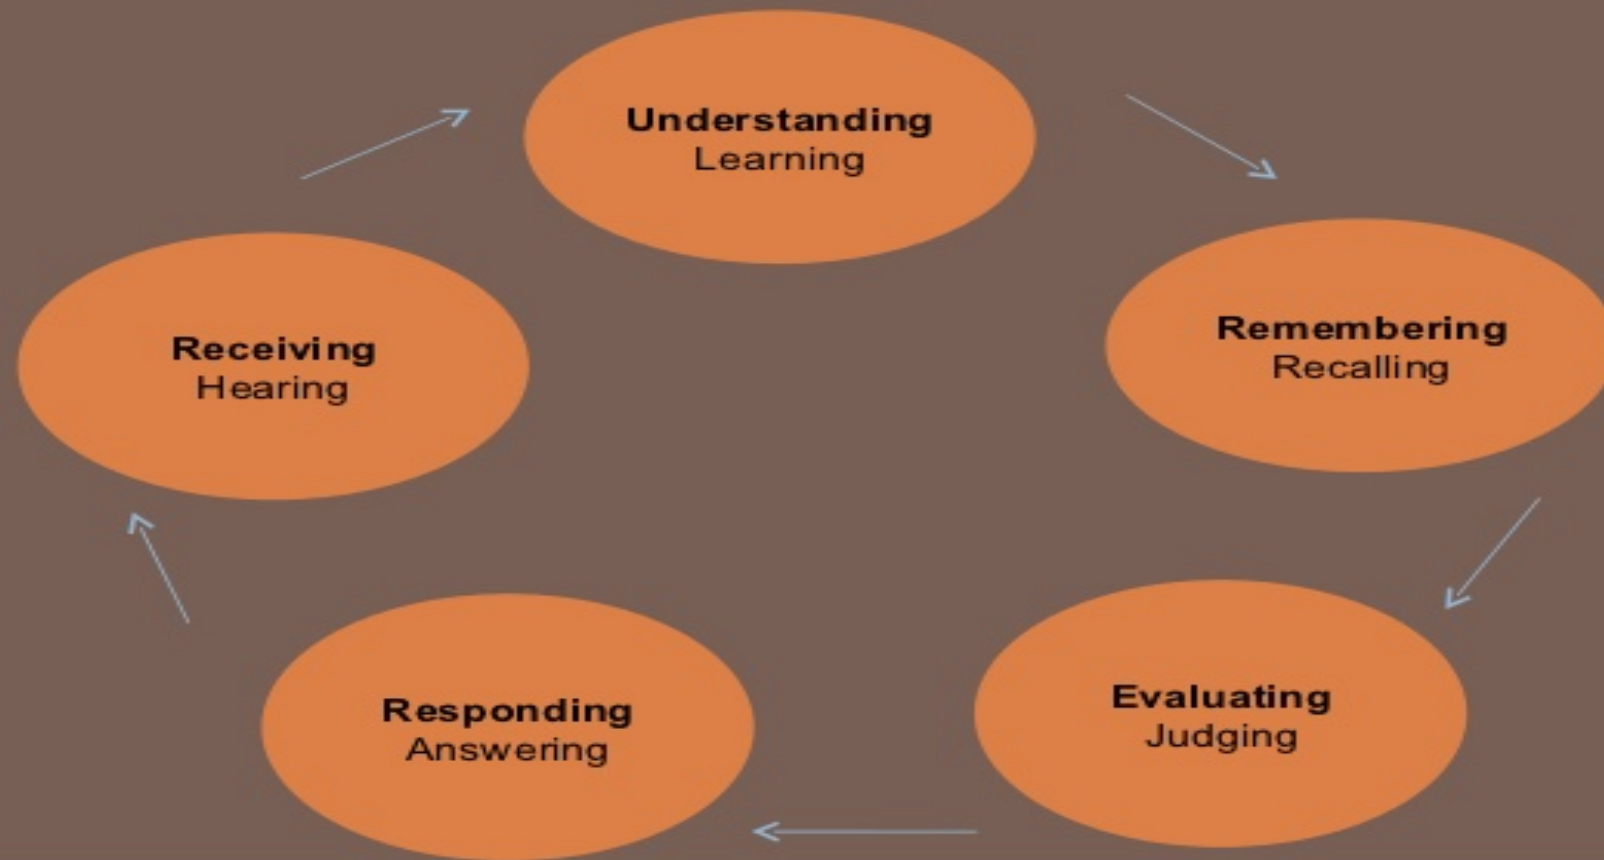 Understanding
Learning
Remembering
Recalling
Receiving
Hearing
Evaluating
Judging
Responding
Answering